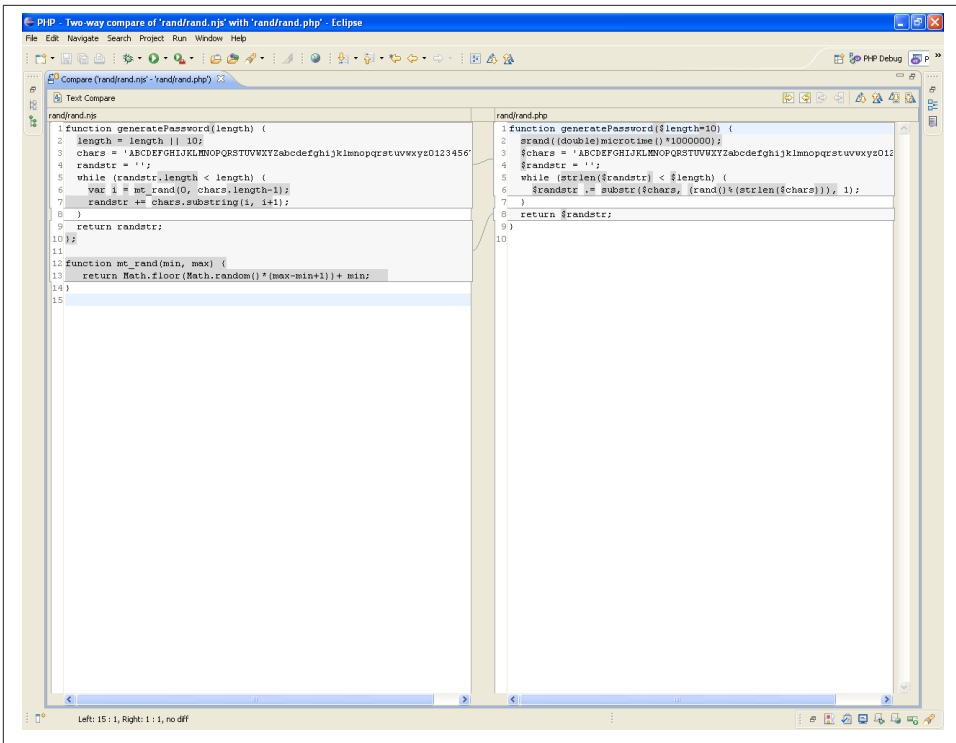 PHP - Two-way compare of 'rand/rand.njs' with 'rand/rand.php' - Eclipse
File Edit Navigate Search Project Run Window Help
PHP Debug P »
Compare ('rand/rand.njs' - 'rand/rand.php')
Text Compare
rand/rand.njs
1 function generatePassword(length) {
2   length = length || 10;
3   chars = 'ABCDEFGHIJKLMNOPQRSTUVWXYZabcdefghijklmnopqrstuvwxyz01234567
4   randstr = '';
5   while (randstr.length < length) {
6     var i = mt_rand(0, chars.length-1);
7     randstr += chars.substring(i, i+1);
8   }
9   return randstr;
10 };
11
12 function mt_rand(min, max) {
13   return Math.floor(Math.random()*(max-min+1))+ min;
14 }
15
rand/rand.php
1 function generatePassword($length=10) {
2   srand((double)microtime()*1000000);
3   $chars = 'ABCDEFGHIJKLMNOPQRSTUVWXYZabcdefghijklmnopqrstuvwxyz012
4   $randstr = '';
5   while (strlen($randstr) < $length) {
6     $randstr .= substr($chars, (rand()%(strlen($chars))), 1);
7   }
8   return $randstr;
9 }
10
Left: 15 : 1, Right: 1 : 1, no diff